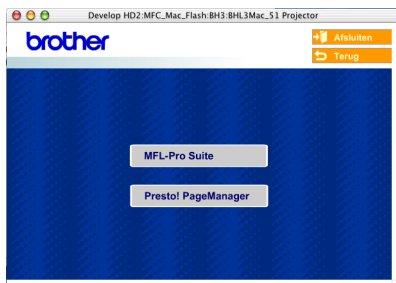 Develop HD2:MFC_Mac_Flash:BH3:BHL3Mac_51 Projector
brother
Afsluiten
Terug
MFL-Pro Suite
Presto! PageManager